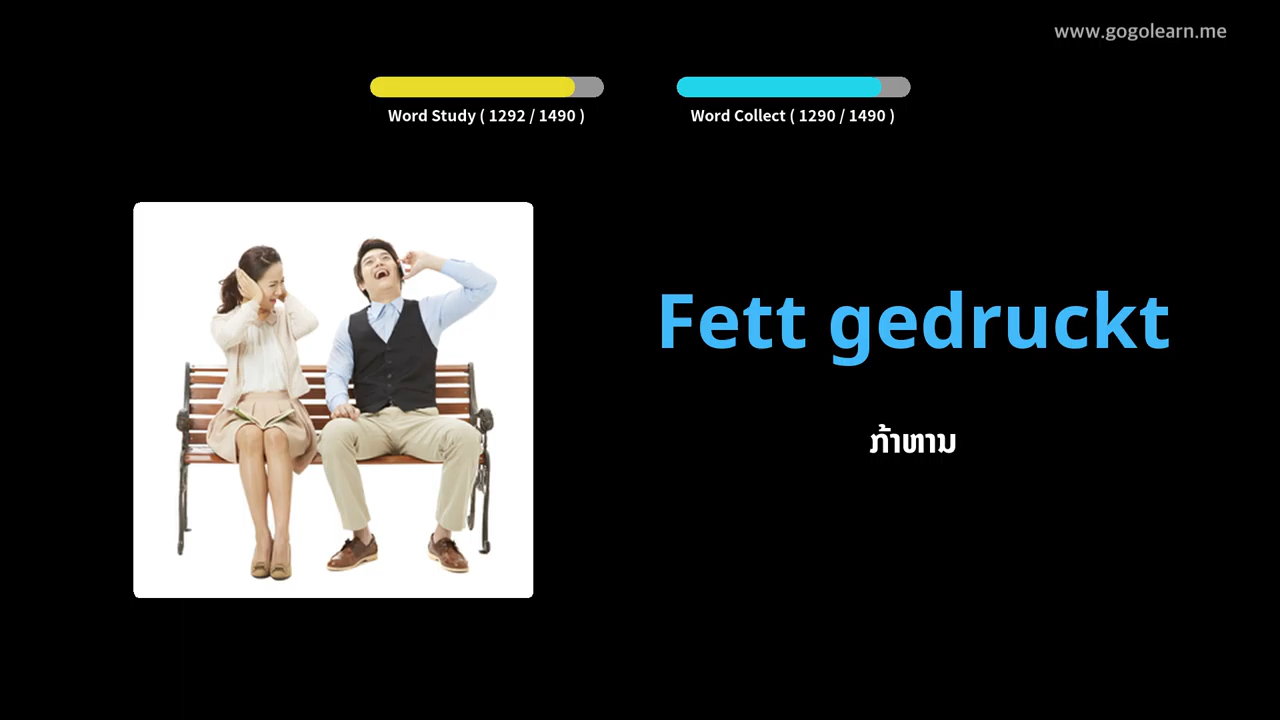 www.gogolearn.me
Word Study ( 1292 / 1490 )
Word Collect ( 1290 / 1490 )
Fett gedruckt
ກ້າຫານ